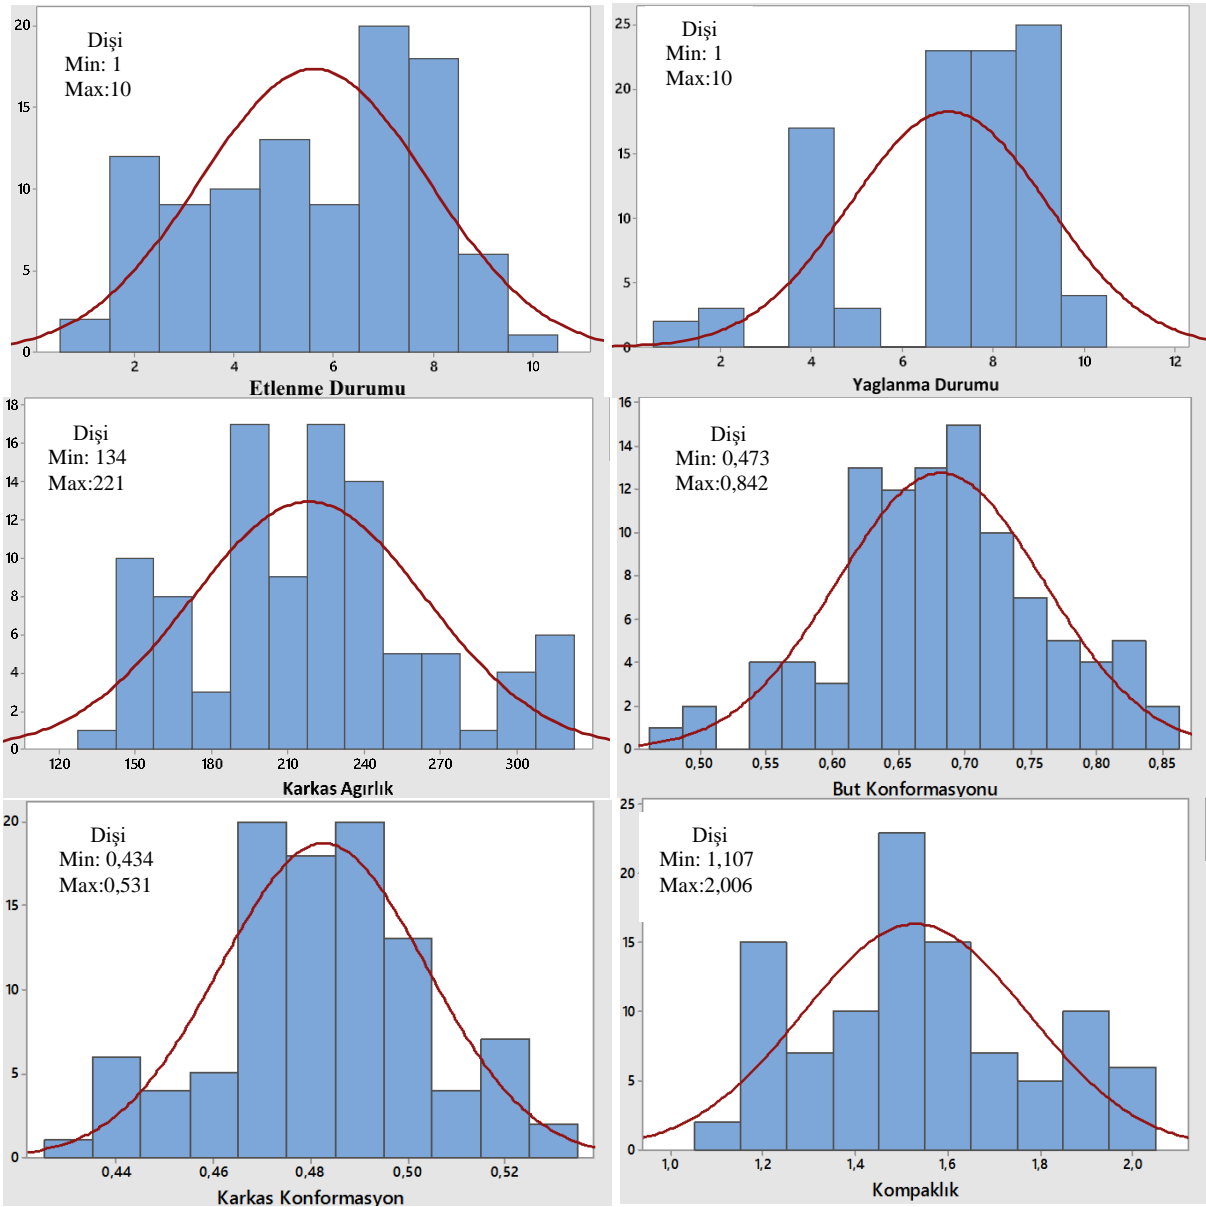 20
15
10
5
0
Dişi
Min: 1
Max:10
2 4 6 8 10
Etlenme Durumu
25
20
15
10
5
0
Dişi
Min: 1
Max:10
2 4 6 8 10 12
Yaglanma Durumu
18
16
14
12
10
8
6
4
2
0
Dişi
Min: 134
Max:221
120 150 180 210 240 270 300
Karkas Agırlık
16
14
12
10
8
6
4
2
0
Dişi
Min: 0,473
Max:0,842
0,50 0,55 0,60 0,65 0,70 0,75 0,80 0,85
But Konformasyonu
20
15
10
5
0
Dişi
Min: 0,434
Max:0,531
0,44 0,46 0,48 0,50 0,52
Karkas Konformasyon
25
20
15
10
5
0
Dişi
Min: 1,107
Max:2,006
1,0 1,2 1,4 1,6 1,8 2,0
Kompaklık